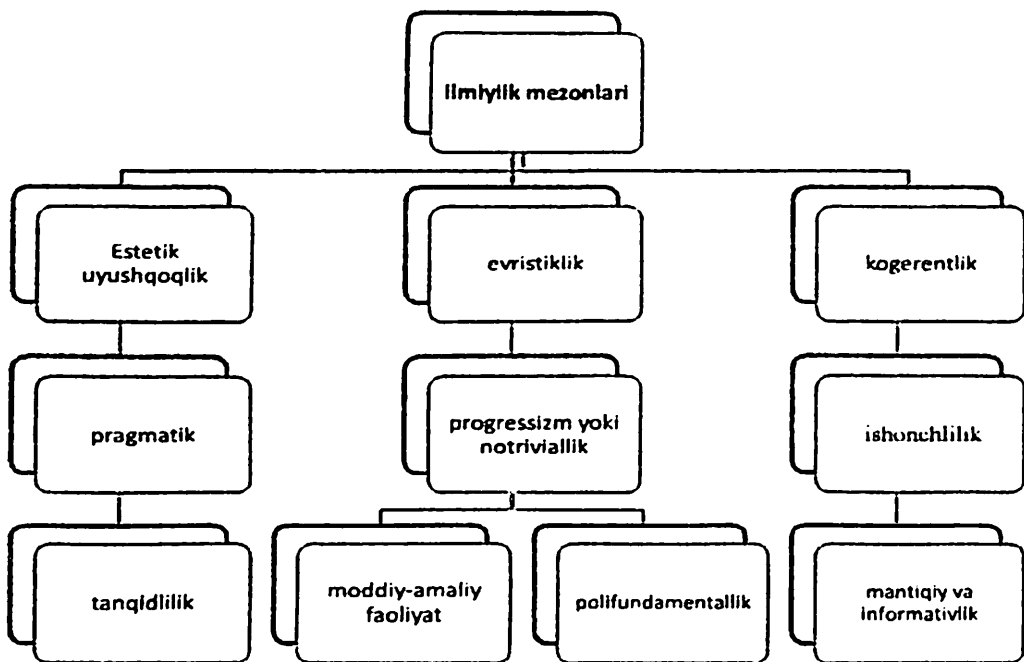 Ilmiylik mezonlari
Estetik
uyushqoqlik
evristiklik
kogerentlik
pragmatik
progressizm yoki
notriviallik
ishonchlilik
tanqidlilik
moddiy-amaliy
faoliyat
polifundamentallik
mantiqiy va
informativlik